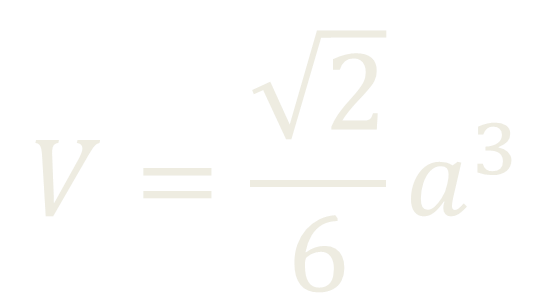 V = √2/6 a³